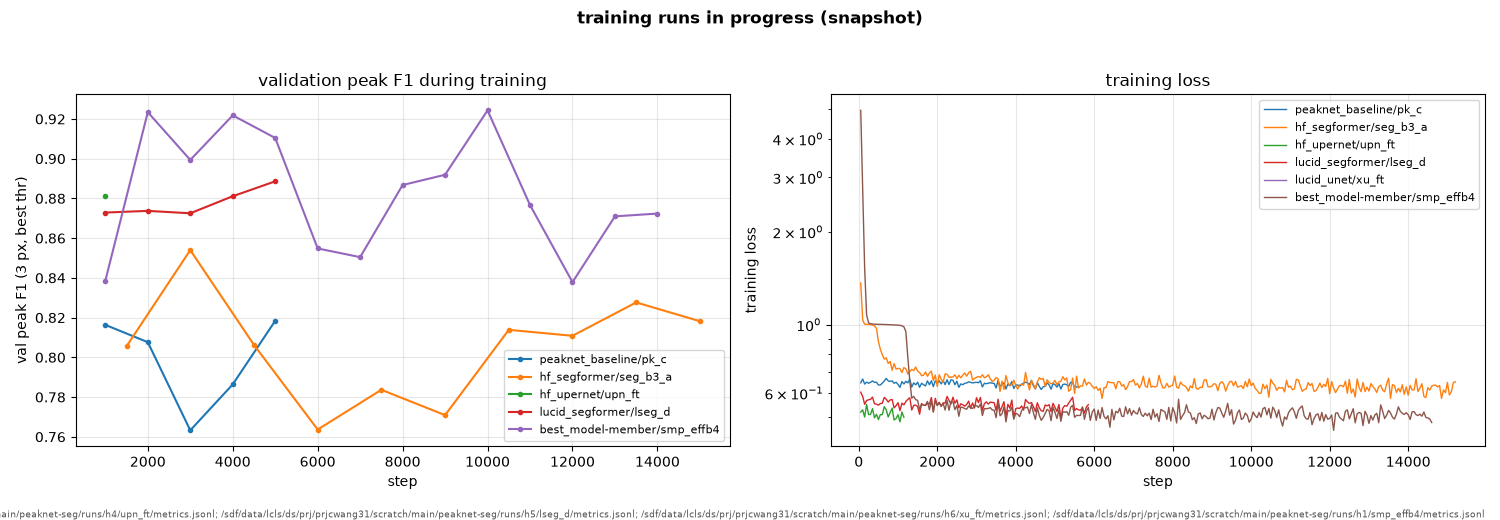 training runs in progress (snapshot)
validation peak F1 during training
val peak F1 (3 px, best thr)
0.92
0.90
0.88
0.86
0.84
0.82
0.80
0.78
0.76
2000
4000
6000
8000
10000
12000
14000
step
peaknet_baseline/pk_c
hf_segformer/seg_b3_a
hf_upernet/upn_ft
lucid_segformer/lseg_d
best_model-member/smp_effb4
training loss
training loss
4 × 10⁰
3 × 10⁰
2 × 10⁰
10⁰
6 × 10⁻¹
0
2000
4000
6000
8000
10000
12000
14000
step
peaknet_baseline/pk_c
hf_segformer/seg_b3_a
hf_upernet/upn_ft
lucid_segformer/lseg_d
lucid_unet/xu_ft
best_model-member/smp_effb4
ain/peaknet-seg/runs/h4/upn_ft/metrics.jsonl; /sdf/data/lcls/ds/prj/prjcwang31/scratch/main/peaknet-seg/runs/h5/lseg_d/metrics.jsonl; /sdf/data/lcls/ds/prj/prjcwang31/scratch/main/peaknet-seg/runs/h6/xu_ft/metrics.jsonl; /sdf/data/lcls/ds/prj/prjcwang31/scratch/main/peaknet-seg/runs/h1/smp_effb4/metrics.jsonl